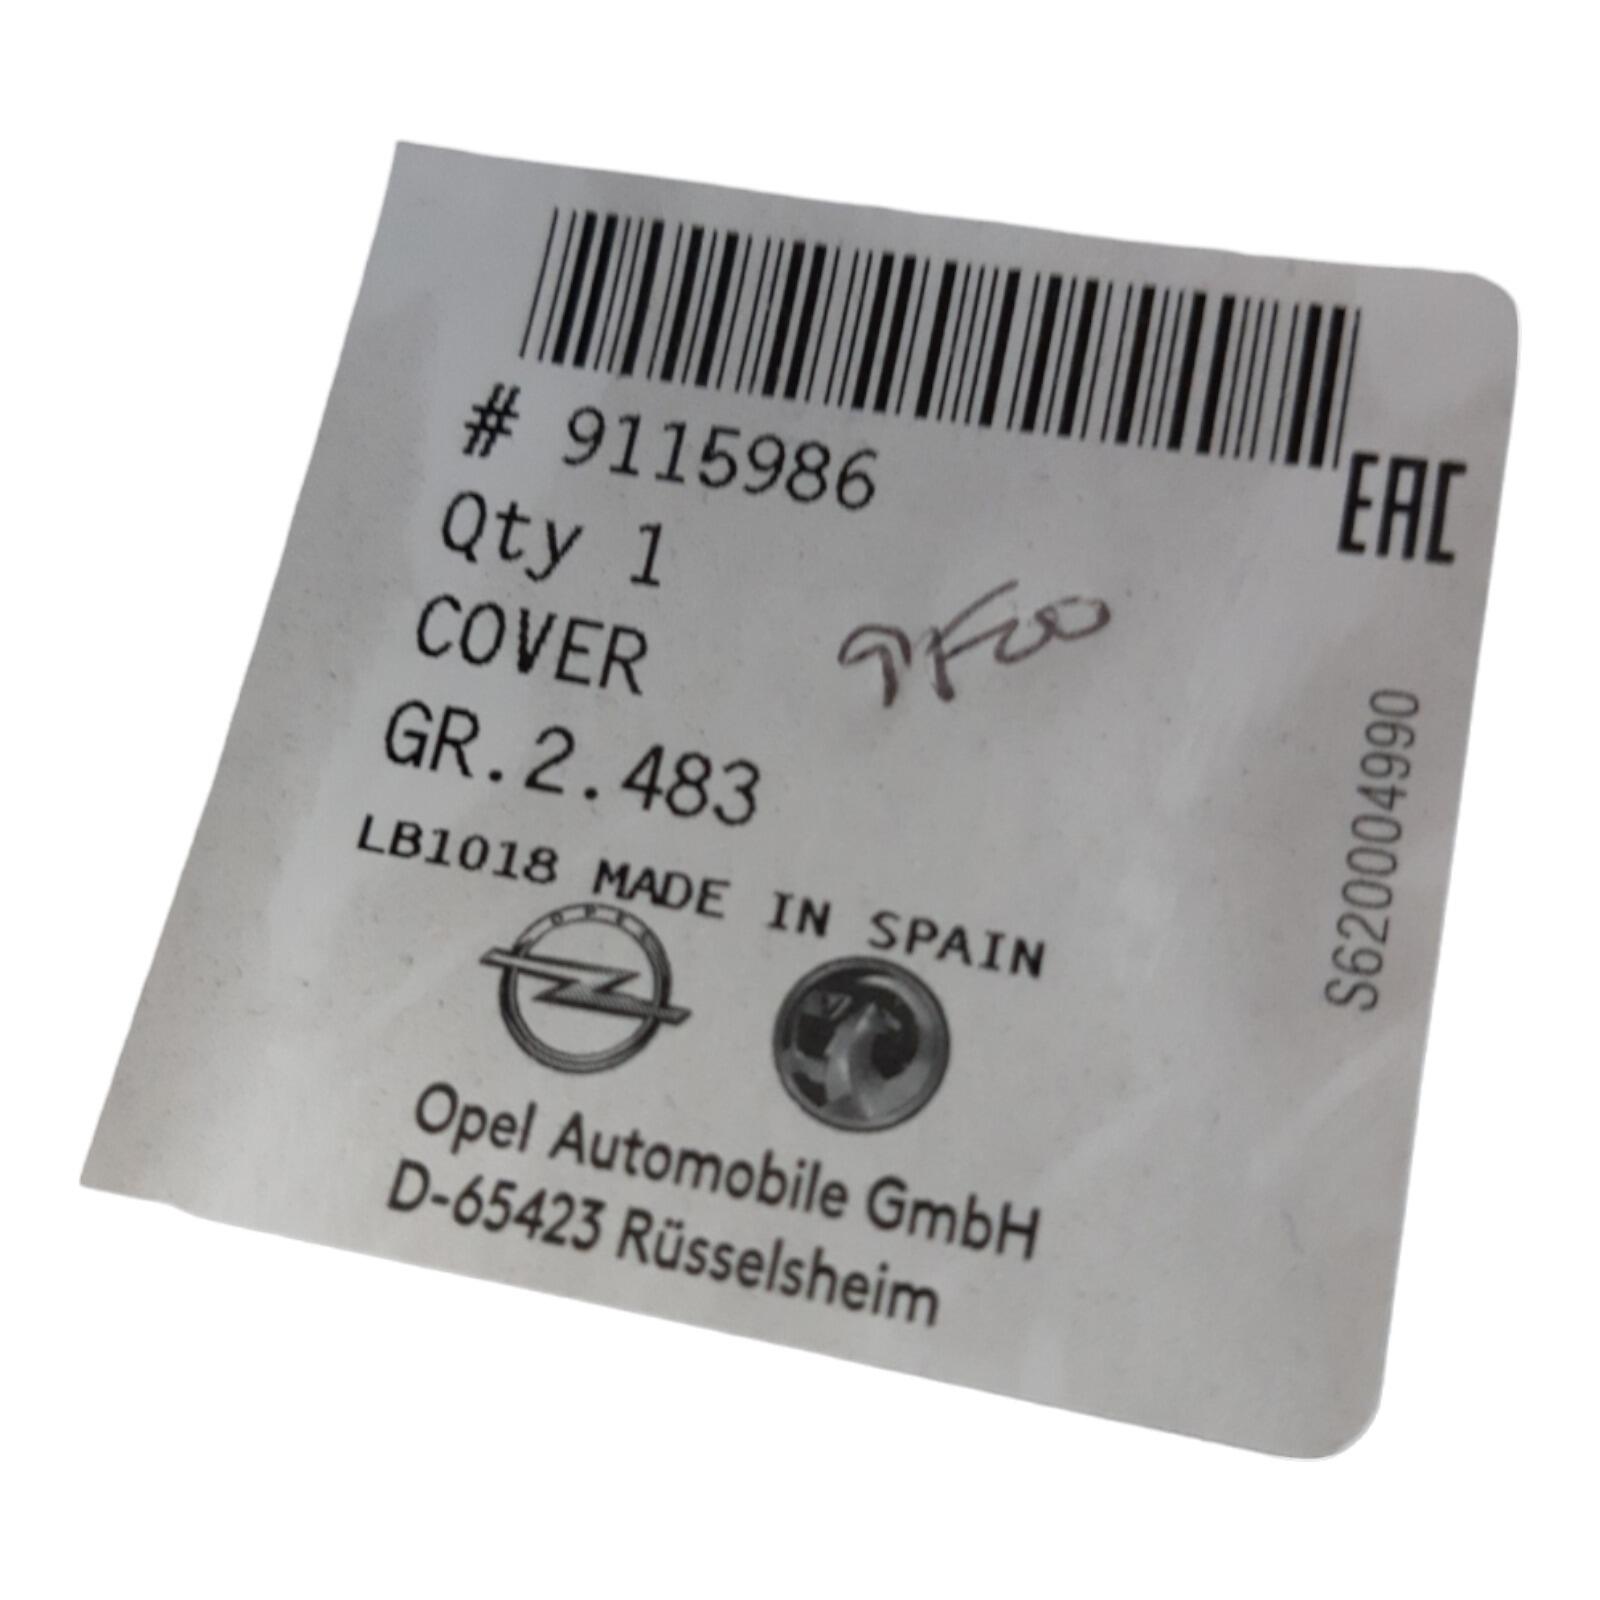 # 9115986
EAC
Qty 1
COVER
GR.2.483
LB1018 MADE IN SPAIN
S620004990
Opel Automobile GmbH
D-65423 Rüsselsheim